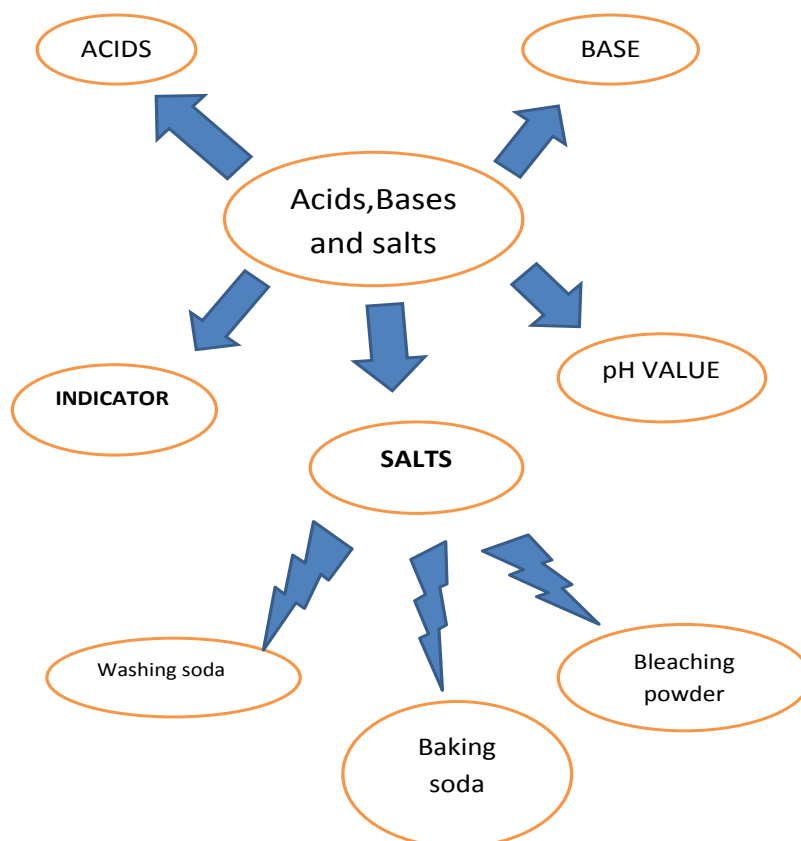 ACIDS
BASE
Acids,Bases
and salts
INDICATOR
pH VALUE
SALTS
Washing soda
Baking
soda
Bleaching
powder